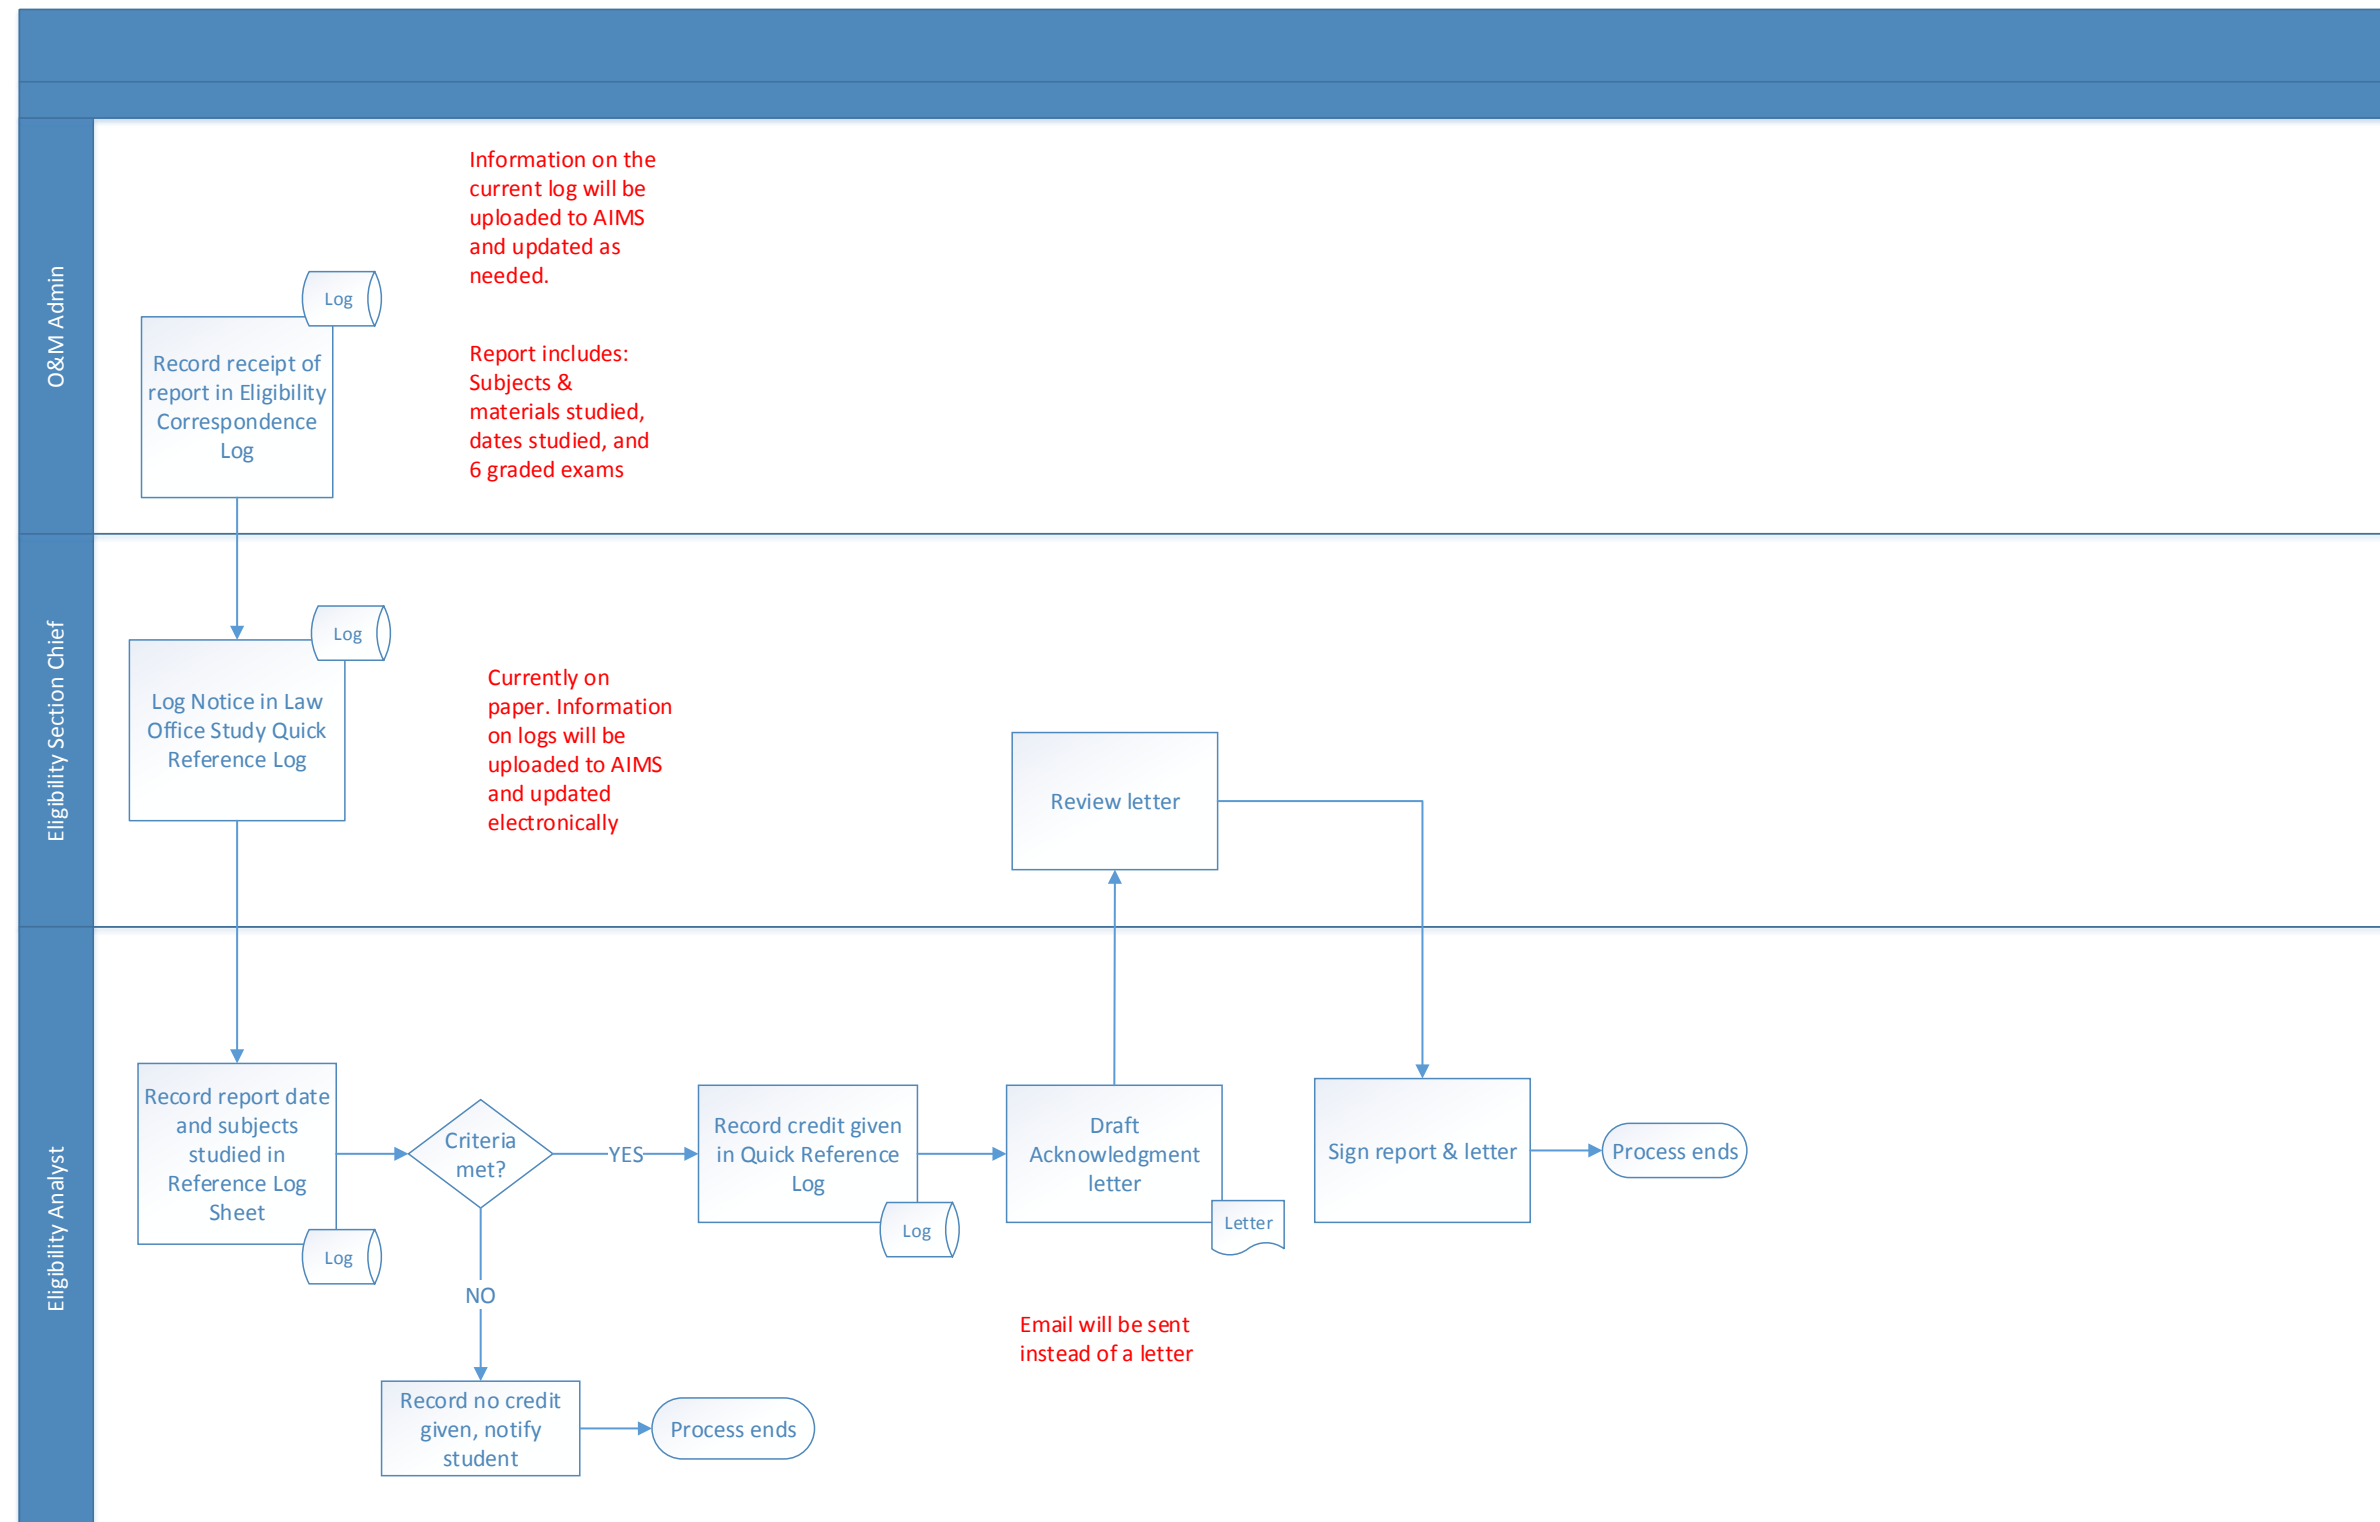 O&M Admin
Information on the
current log will be
uploaded to AIMS
and updated as
needed.
Log
Record receipt of
report in Eligibility
Correspondence
Log
Report includes:
Subjects &
materials studied,
dates studied, and
6 graded exams
Eligibility Section Chief
Log
Log Notice in Law
Office Study Quick
Reference Log
Currently on
paper. Information
on logs will be
uploaded to AIMS
and updated
electronically
Review letter
Eligibility Analyst
Record report date
and subjects
studied in
Reference Log
Sheet
Log
Criteria
met?
YES
Record credit given
in Quick Reference
Log
Log
Draft
Acknowledgment
letter
Letter
Sign report & letter
Process ends
NO
Email will be sent
instead of a letter
Record no credit
given, notify
student
Process ends